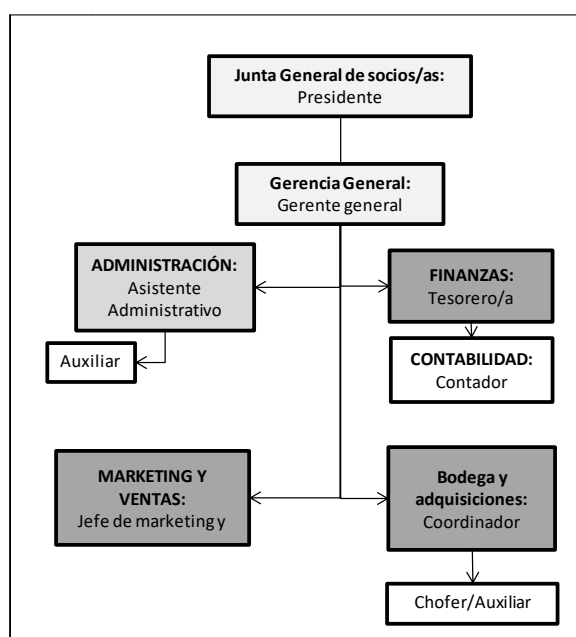 Junta General de socios/as:
Presidente
Gerencia General:
Gerente general
ADMINISTRACIÓN:
Asistente
Administrativo
FINANZAS:
Tesorero/a
Auxiliar
CONTABILIDAD:
Contador
MARKETING Y
VENTAS:
Jefe de marketing y
Bodega y
adquisiciones:
Coordinador
Chofer/Auxiliar